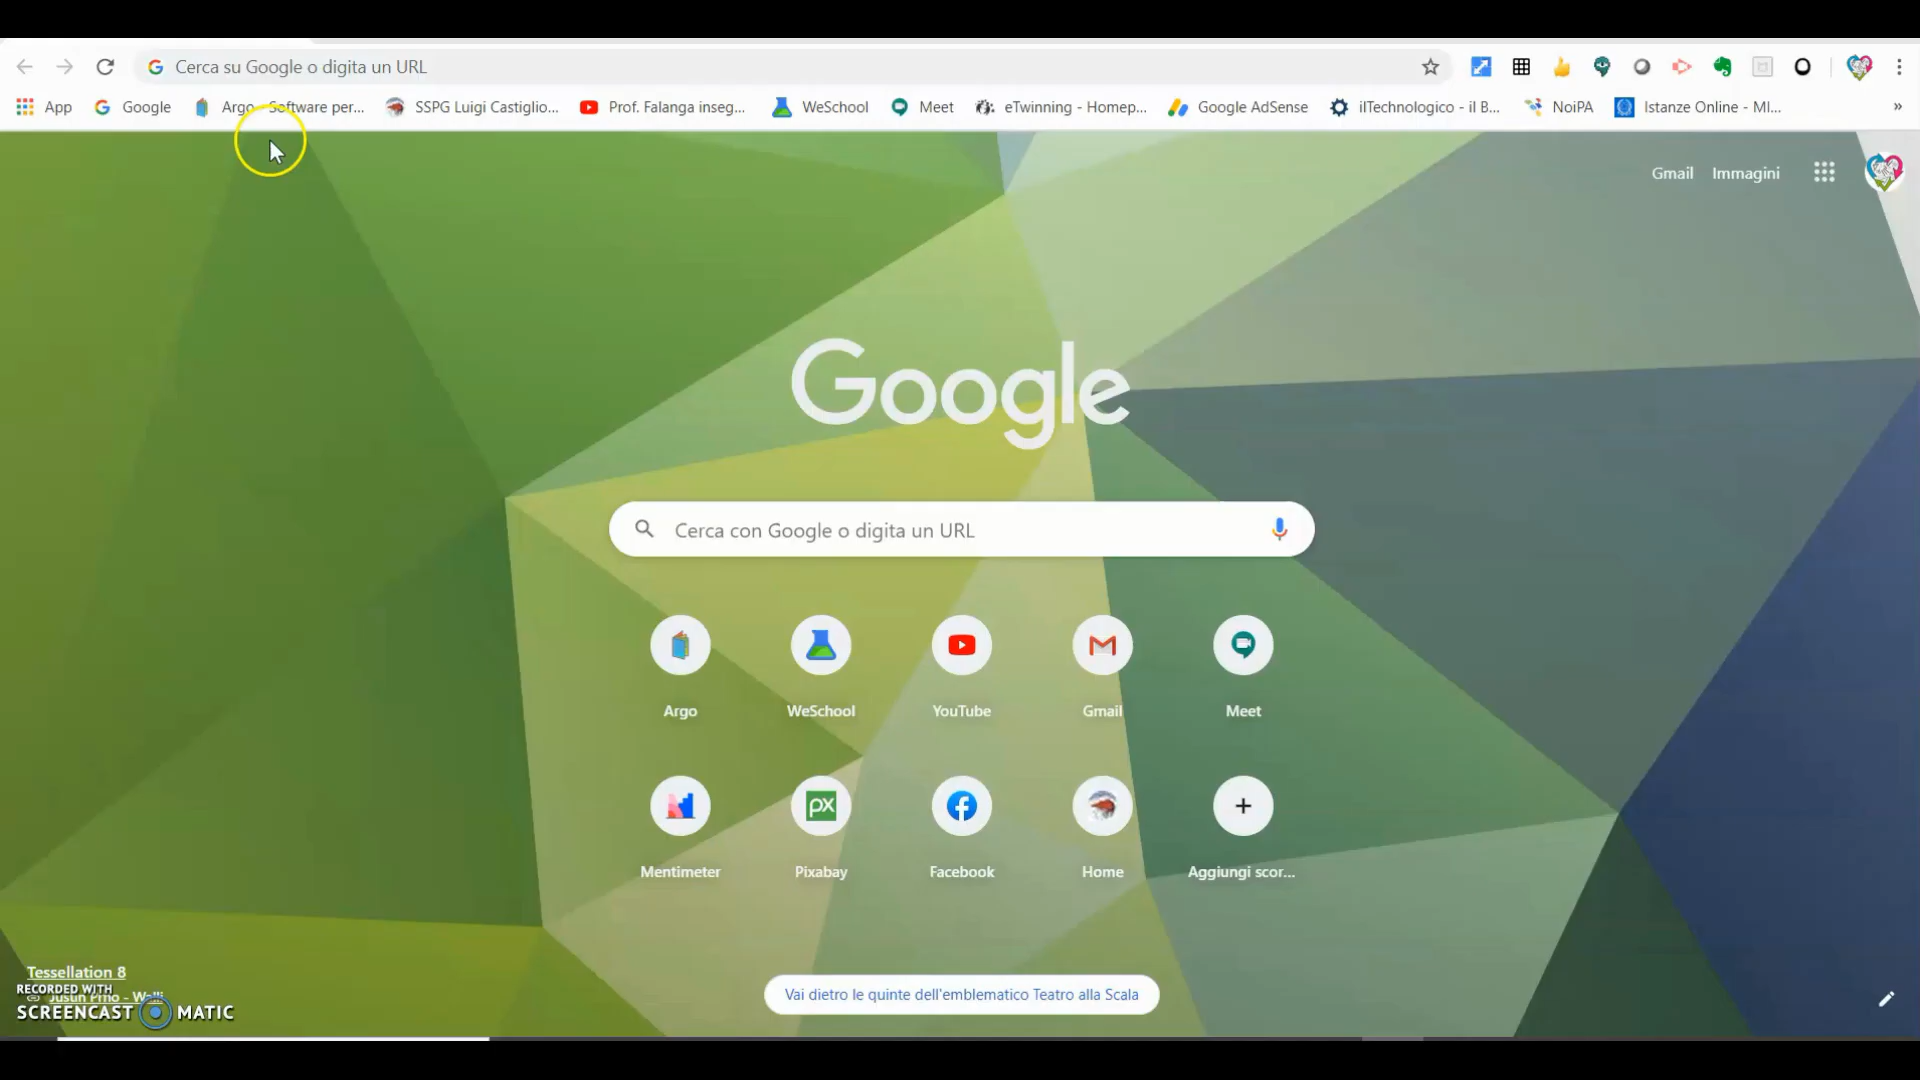 Cerca su Google o digita un URL
App Google Argo - Software per... SSPG Luigi Castiglio... Prof. Falanga inseg... WeSchool Meet eTwinning - Homep... Google AdSense ilTechnologico - il B... NoiPA Istanze Online - MI... »
Gmail Immagini
Google
Cerca con Google o digita un URL
Argo WeSchool YouTube Gmail Meet
px
Mentimeter Pixabay Facebook Home Aggiungi scor...
Tessellation 8
Vai dietro le quinte dell'emblematico Teatro alla Scala
RECORDED WITH
Justin
SCREENCAST MATIC